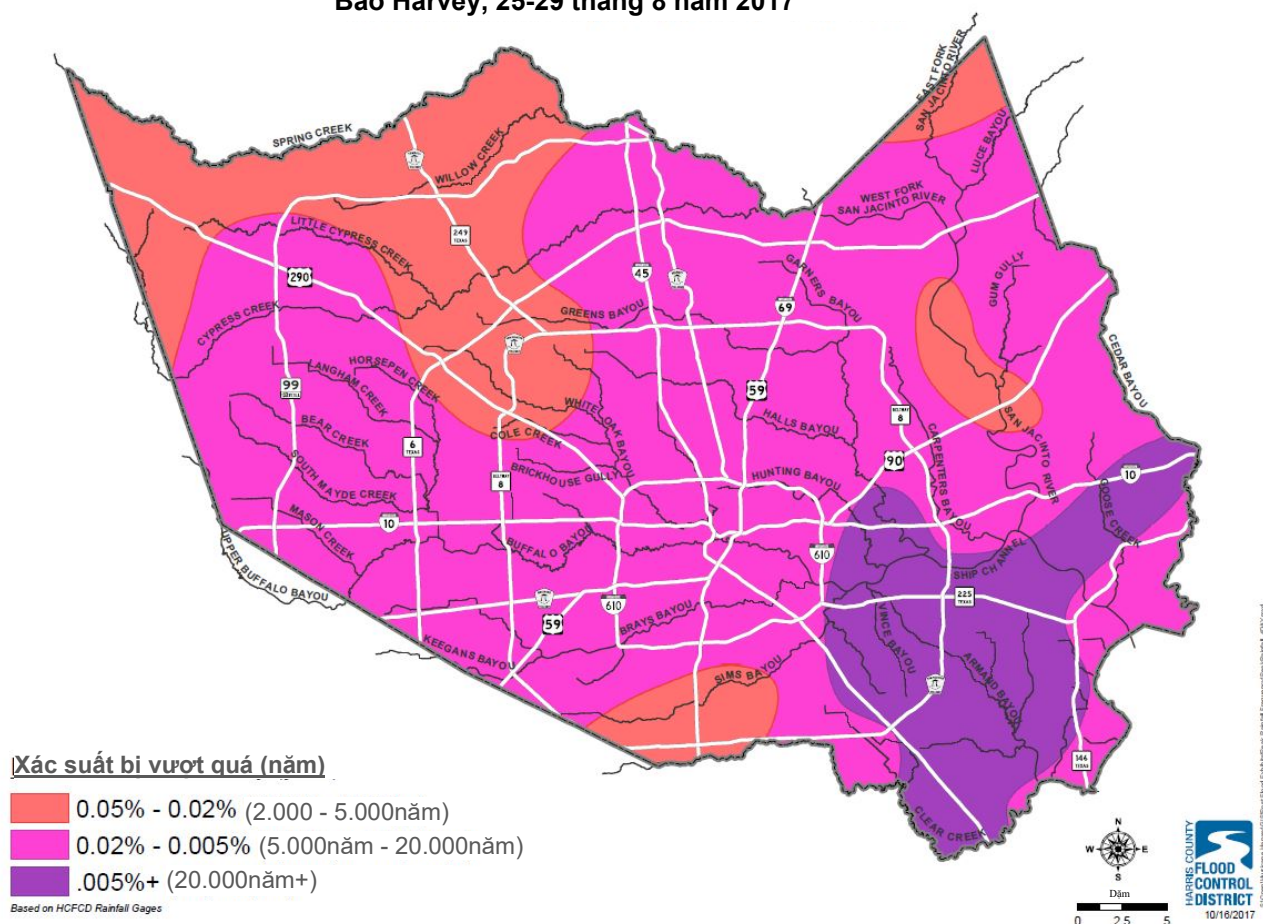 Bão Harvey, 25-29 tháng 8 năm 2017
EAST FORK
SAN JACINTO RIVER
SPRING CREEK
LUCE BAYOU
WILLOW CREEK
WEST FORK
SAN JACINTO RIVER
LITTLE CYPRESS CREEK
249
TEXAS
290
45
GARNERS BAYOU
GUM GULLY
69
CYPRESS CREEK
GREENS BAYOU
CEDAR BAYOU
HORSEPEN CREEK
LANGHAM CREEK
99
59
WHITE OAK BAYOU
HALLS BAYOU
BELTWAY
8
CARPENTERS BAYOU
SAN JACINTO RIVER
BEAR CREEK
6
TEXAS
COLE CREEK
90
SOUTH MAYDE CREEK
BRICKHOUSE GULLY
HUNTING BAYOU
10
BELTWAY
8
GOOSE CREEK
MASON CREEK
10
BUFFALO BAYOU
610
SHIP CHANNEL
UPPER BUFFALO BAYOU
225
TEXAS
610
59
BRAYS BAYOU
VINCE BAYOU
KEEGANS BAYOU
ARMAND BAYOU
SIMS BAYOU
146
TEXAS
CLEAR CREEK
Xác suất bị vượt quá (năm)
0.05% - 0.02% (2.000 - 5.000năm)
0.02% - 0.005% (5.000năm - 20.000năm)
.005%+ (20.000năm+)
Based on HCFCD Rainfall Gages
N
W E
S
Dặm
0 2.5 5
HARRIS COUNTY
FLOOD
CONTROL
DISTRICT
10/16/2017